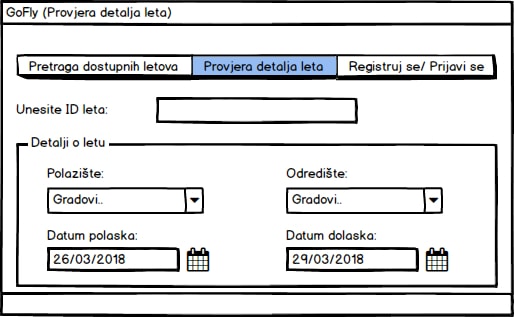 GoFly (Provjera detalja leta)
Pretraga dostupnih letova Provjera detalja leta Registruj se/ Prijavi se
Unesite ID leta:
Detalji o letu
Polazište: Odredište:
Gradovi.. Gradovi..
Datum polaska: Datum dolaska:
26/03/2018 29/03/2018